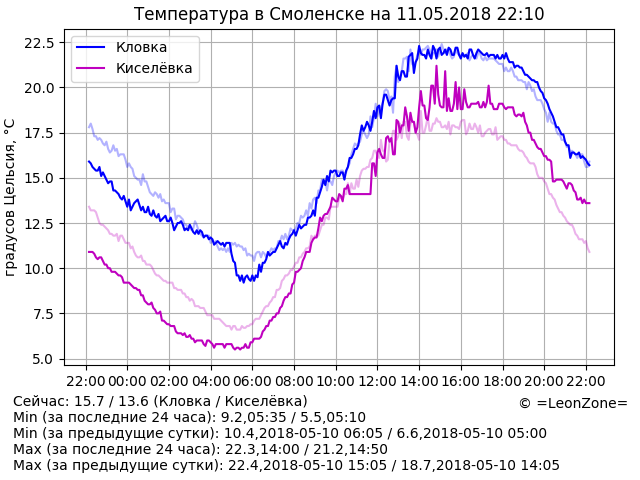 Температура в Смоленске на 11.05.2018 22:10
градусов Цельсия, °C
22.5
20.0
17.5
15.0
12.5
10.0
7.5
5.0
Кловка
Киселёвка
22:00 00:00 02:00 04:00 06:00 08:00 10:00 12:00 14:00 16:00 18:00 20:00 22:00
Сейчас: 15.7 / 13.6 (Кловка / Киселёвка)
© =LeonZone=
Min (за последние 24 часа): 9.2,05:35 / 5.5,05:10
Min (за предыдущие сутки): 10.4,2018-05-10 06:05 / 6.6,2018-05-10 05:00
Max (за последние 24 часа): 22.3,14:00 / 21.2,14:50
Max (за предыдущие сутки): 22.4,2018-05-10 15:05 / 18.7,2018-05-10 14:05